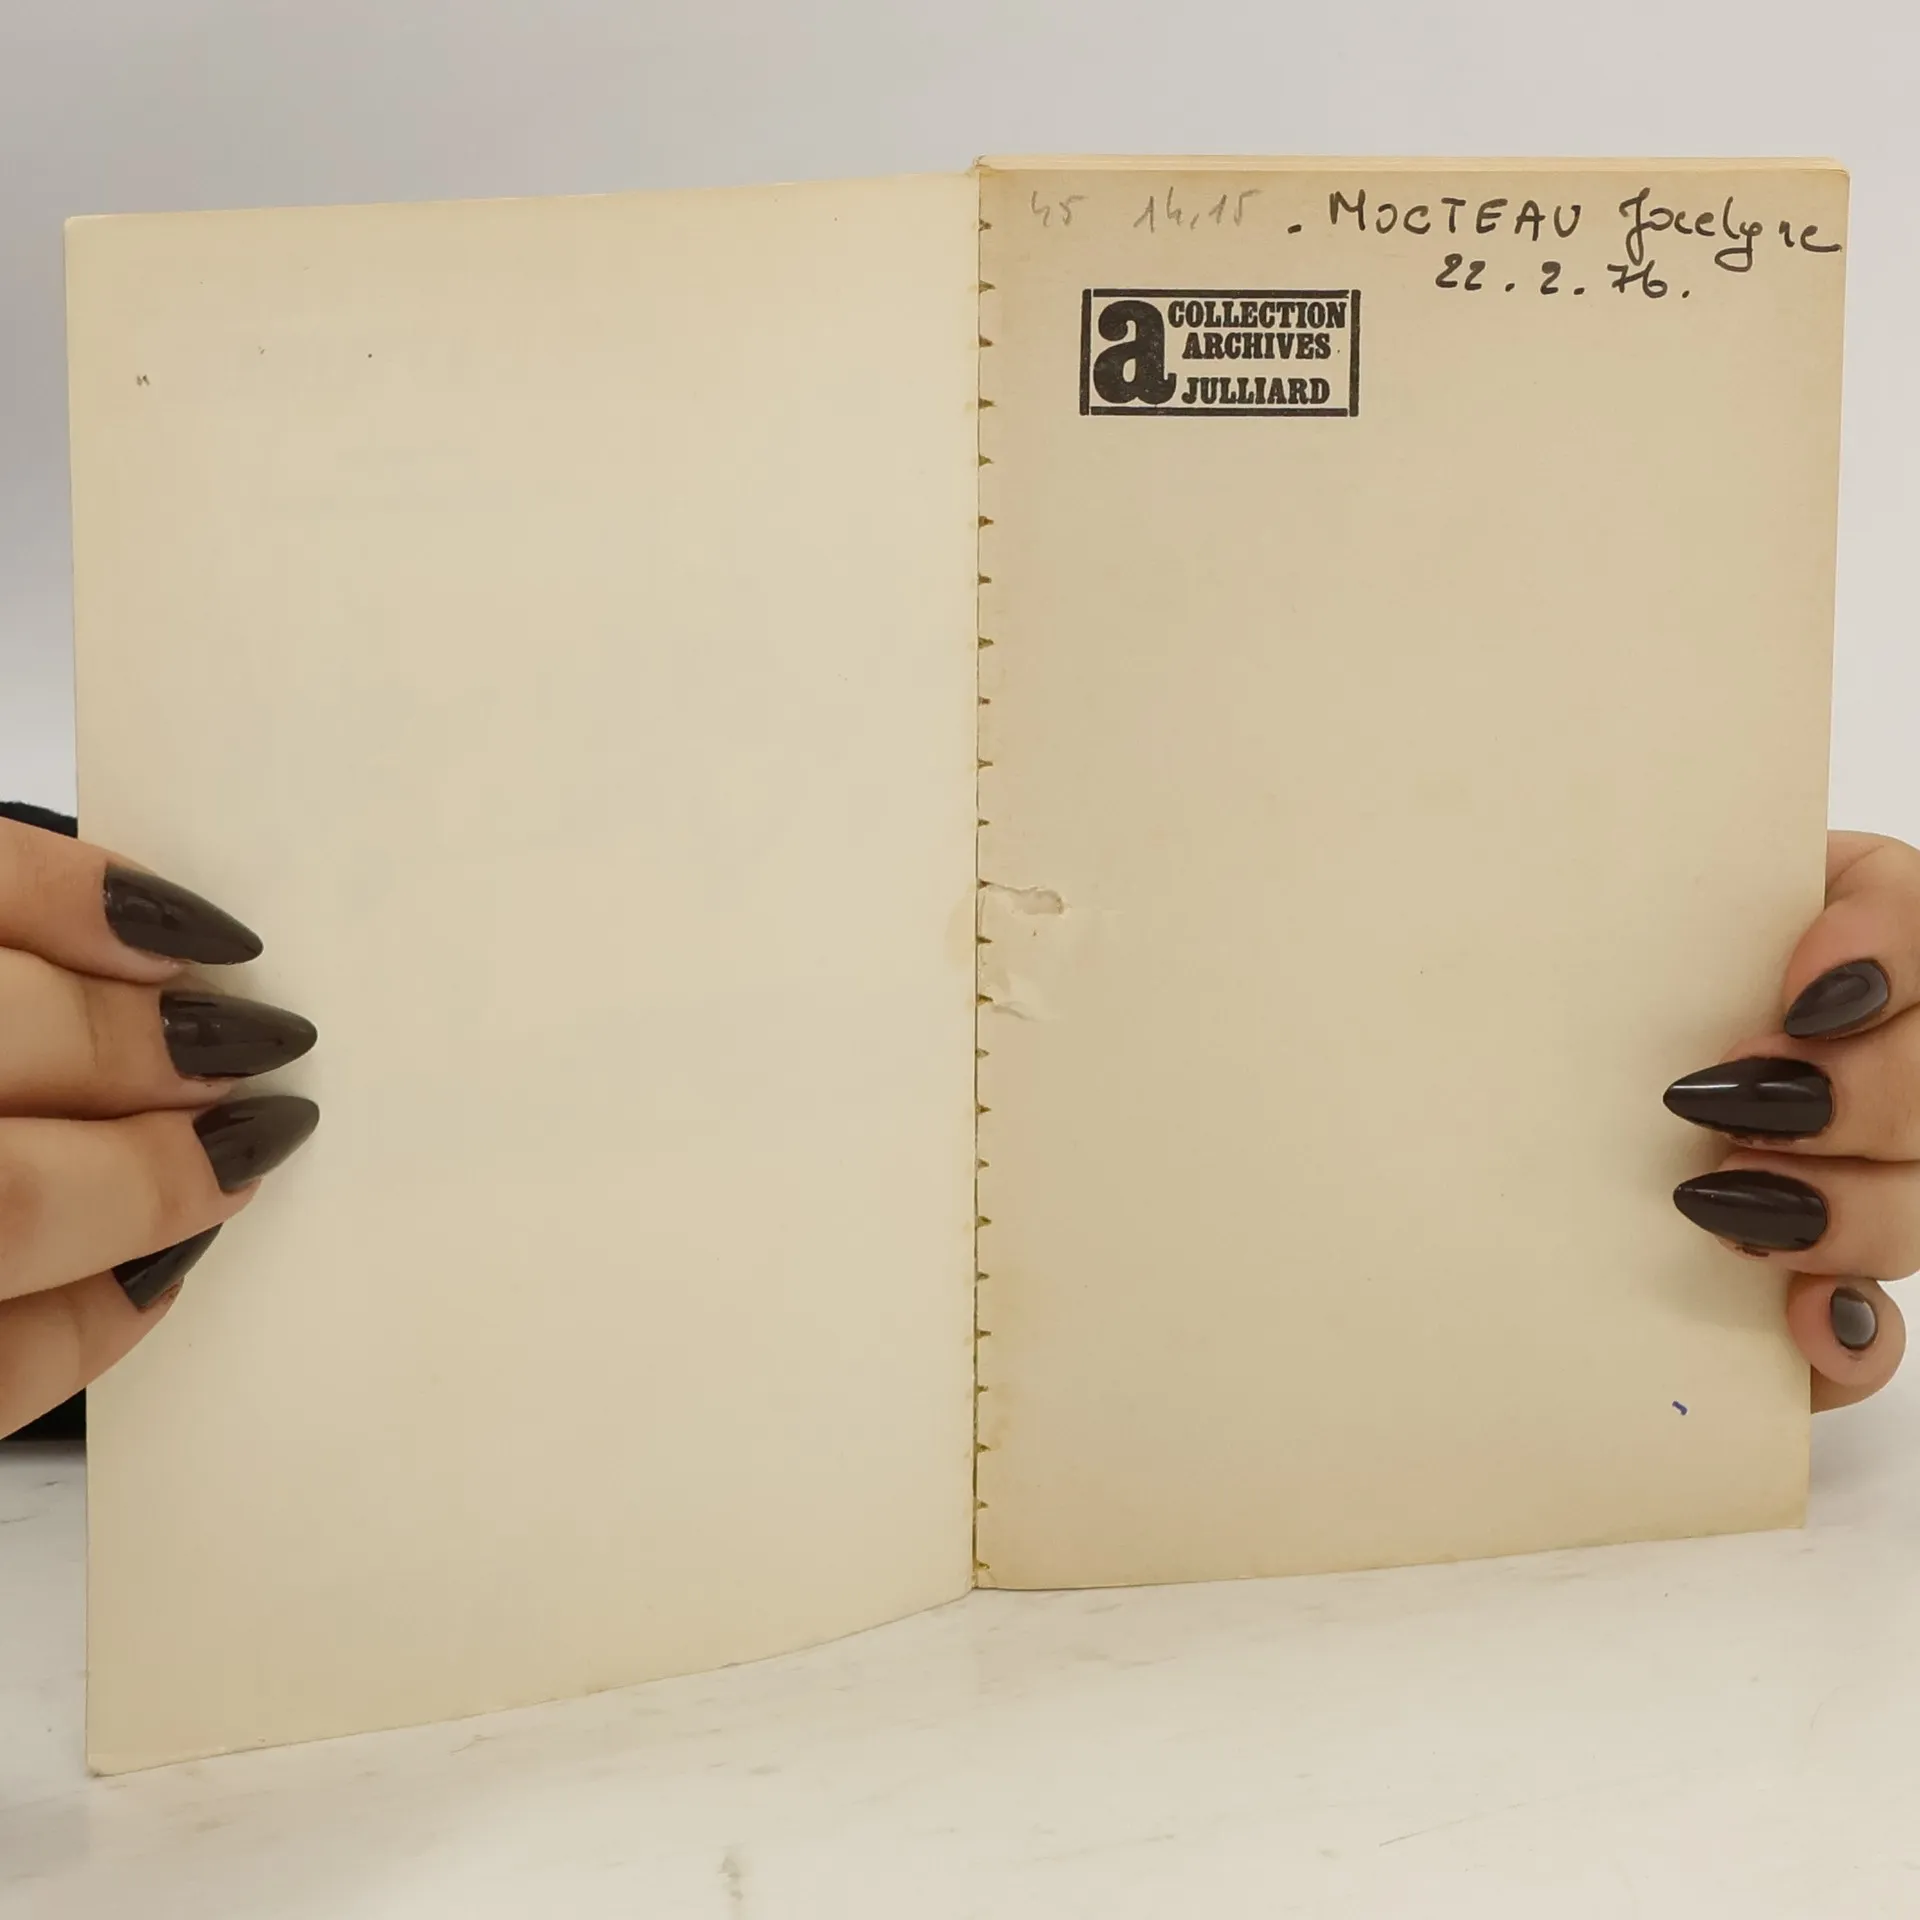 45 14,15 . MOCTEAU Jocelyne
22.2.76.
a COLLECTION
ARCHIVES
JULLIARD